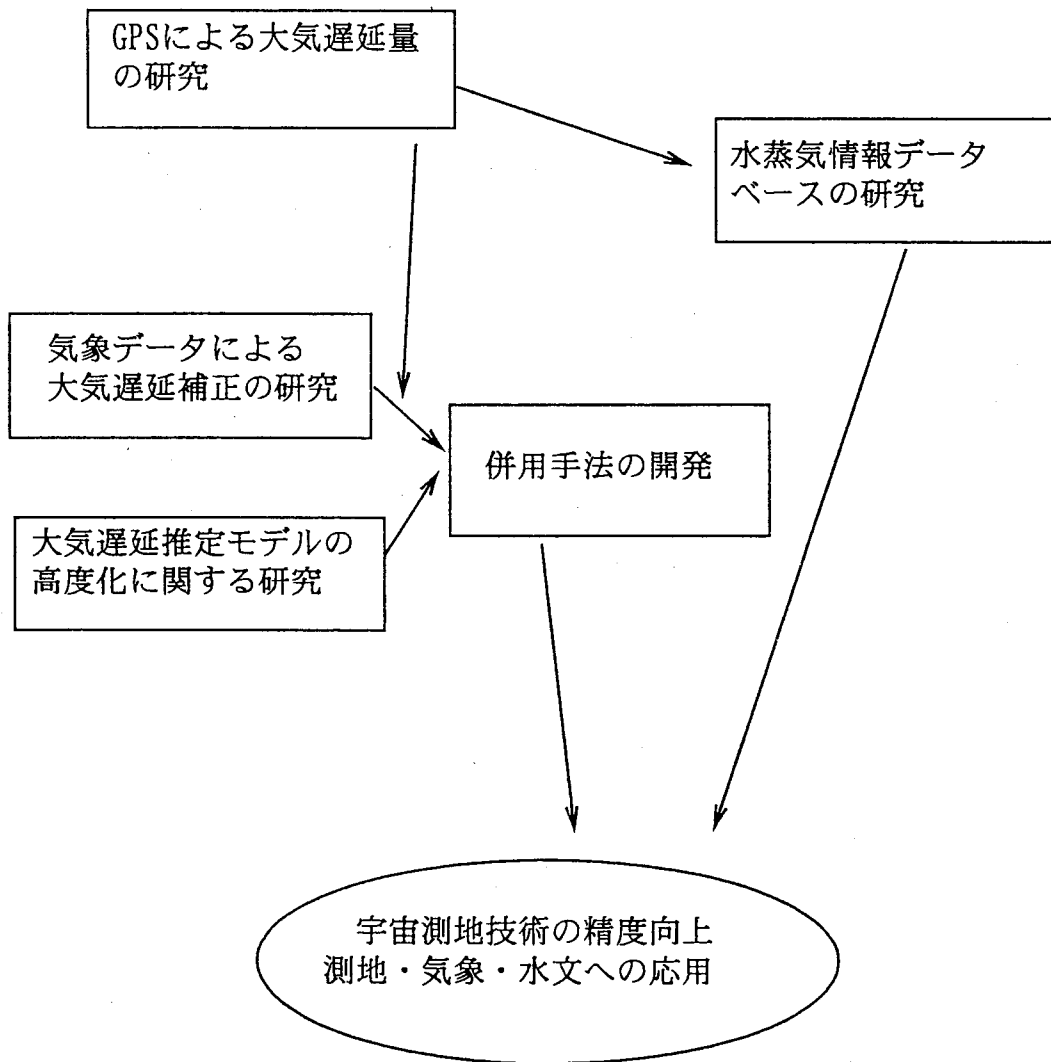 GPSによる大気遅延量
の研究
水蒸気情報データ
ベースの研究
気象データによる
大気遅延補正の研究
併用手法の開発
大気遅延推定モデルの
高度化に関する研究
宇宙測地技術の精度向上
測地・気象・水文への応用